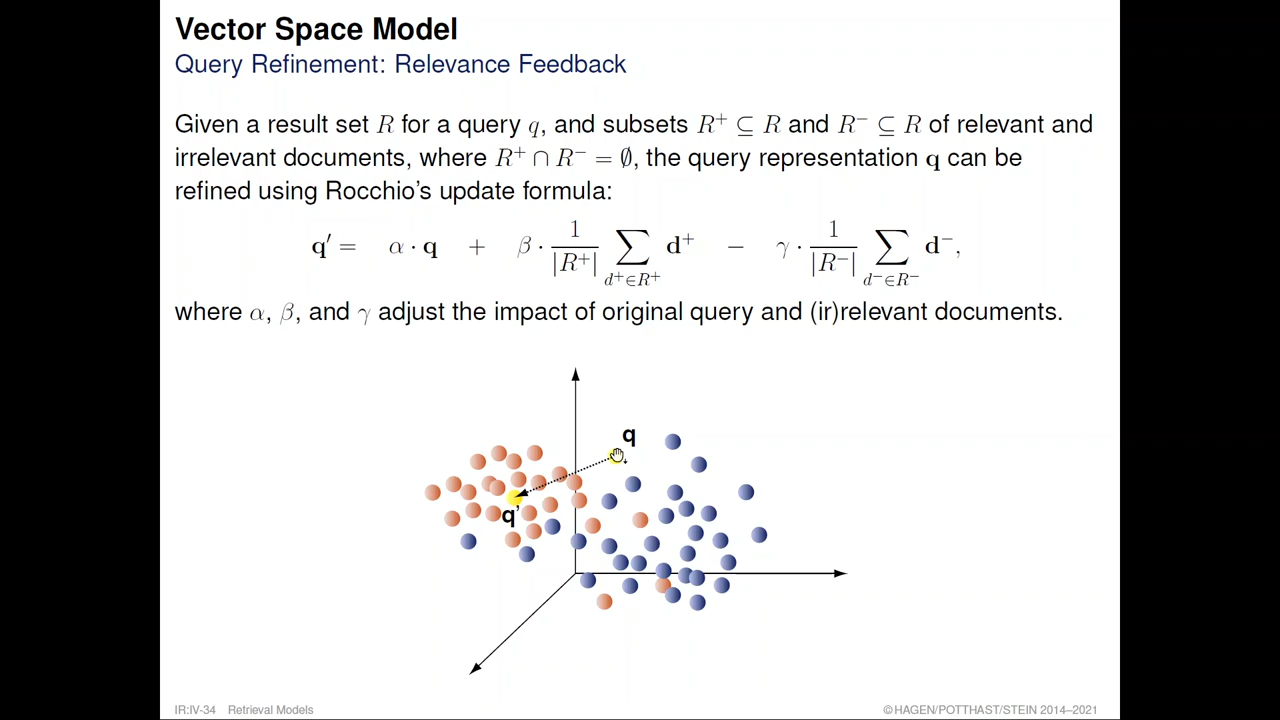 Vector Space Model
Query Refinement: Relevance Feedback
Given a result set R for a query q, and subsets R⁺ ⊆ R and R⁻ ⊆ R of relevant and
irrelevant documents, where R⁺ ∩ R⁻ = ∅, the query representation q can be
refined using Rocchio's update formula:
q′ = α · q + β · 1/|R⁺| ∑_{d⁺∈R⁺} d⁺ − γ · 1/|R⁻| ∑_{d⁻∈R⁻} d⁻,
where α, β, and γ adjust the impact of original query and (ir)relevant documents.
q
q'
IR:IV-34 Retrieval Models
©HAGEN/POTTHAST/STEIN 2014–2021